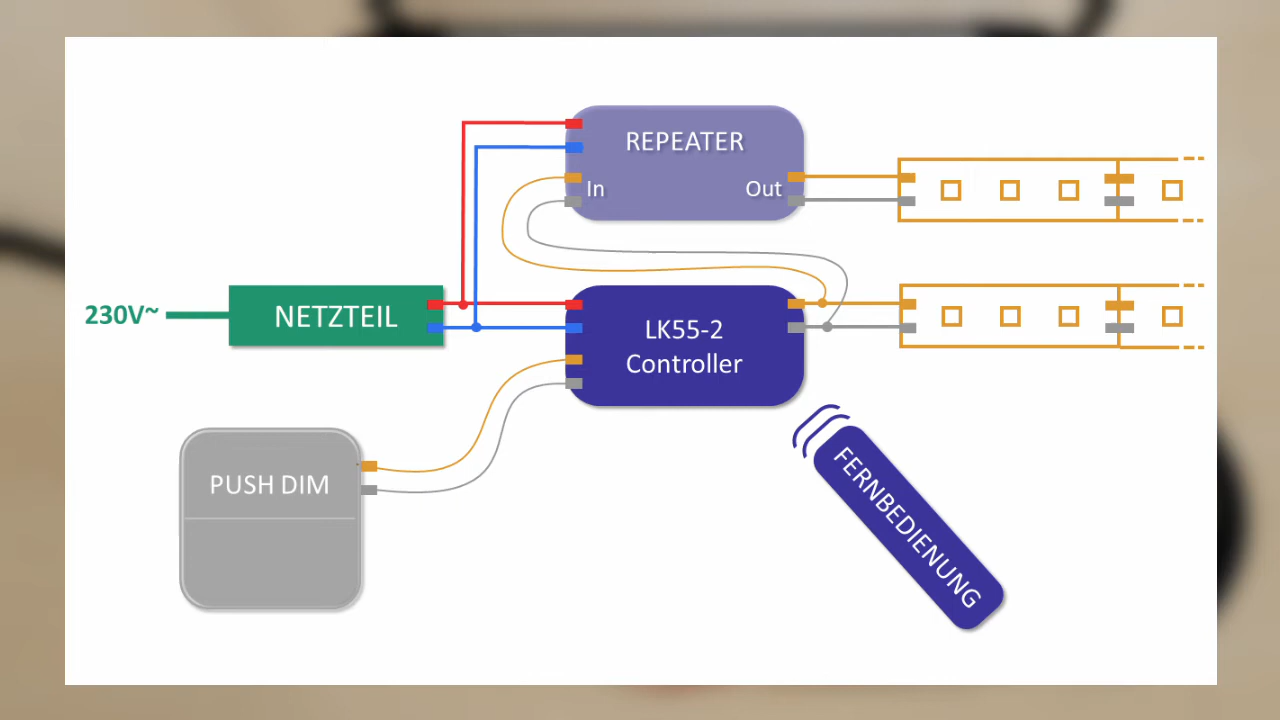 REPEATER
In
Out
230V~
NETZTEIL
LK55-2
Controller
PUSH DIM
FERNBEDIENUNG